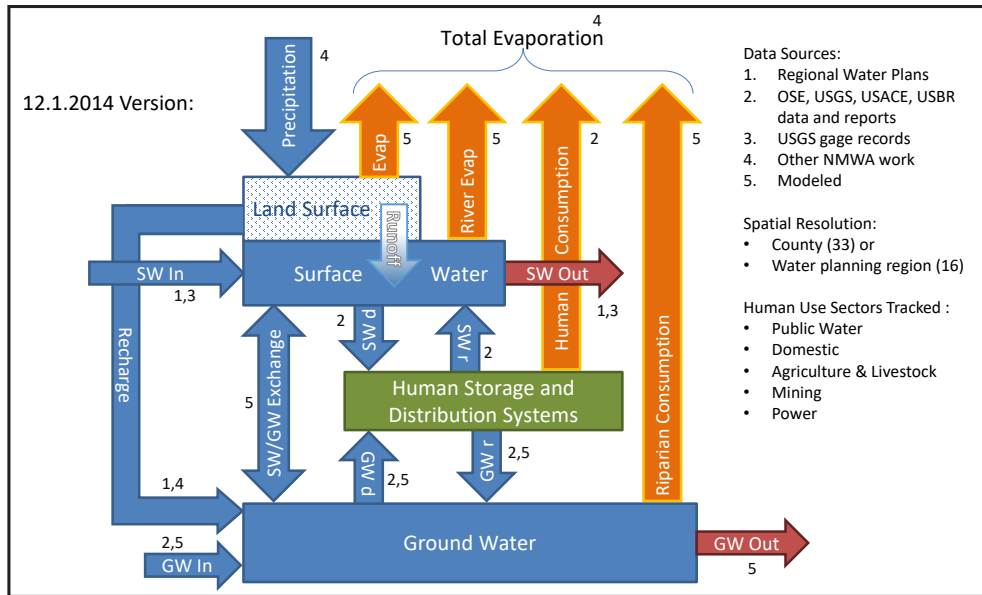 4
Total Evaporation
4
12.1.2014 Version:
Precipitation
Evap
5
River Evap
5
Human Consumption
2
Riparian Consumption
5
Data Sources:
1. Regional Water Plans
2. OSE, USGS, USACE, USBR
data and reports
3. USGS gage records
4. Other NMWA work
5. Modeled
Spatial Resolution:
• County (33) or
• Water planning region (16)
Human Use Sectors Tracked :
• Public Water
• Domestic
• Agriculture & Livestock
• Mining
• Power
Land Surface
Runoff
SW In
1,3
Surface Water
SW Out
1,3
Recharge
SW/GW Exchange
5
SW d
2
SW r
2
Human Storage and
Distribution Systems
GW d
2,5
GW r
2,5
1,4
2,5
GW In
Ground Water
GW Out
5